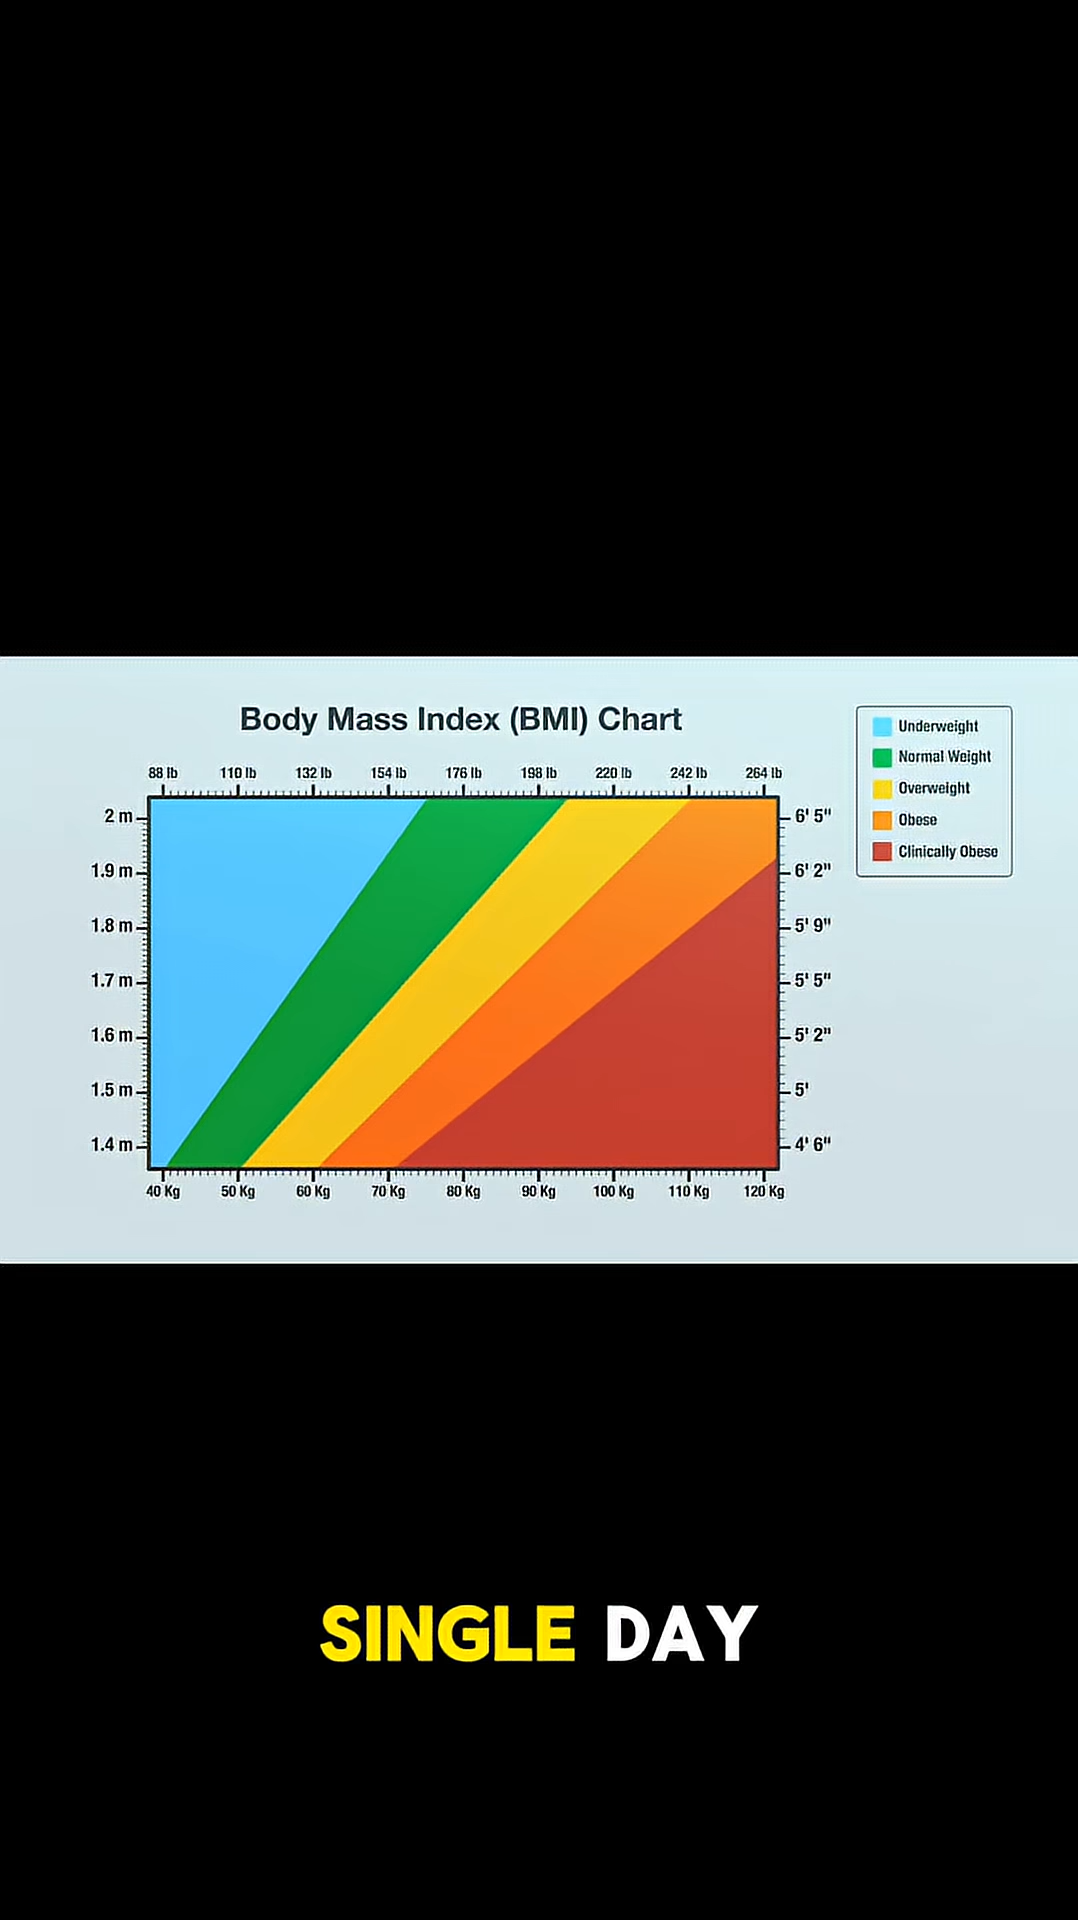 Body Mass Index (BMI) Chart
88 lb 110 lb 132 lb 154 lb 176 lb 198 lb 220 lb 242 lb 264 lb
2 m 6' 5"
1.9 m 6' 2"
1.8 m 5' 9"
1.7 m 5' 5"
1.6 m 5' 2"
1.5 m 5'
1.4 m 4' 6"
40 Kg 50 Kg 60 Kg 70 Kg 80 Kg 90 Kg 100 Kg 110 Kg 120 Kg
Underweight
Normal Weight
Overweight
Obese
Clinically Obese
SINGLE DAY